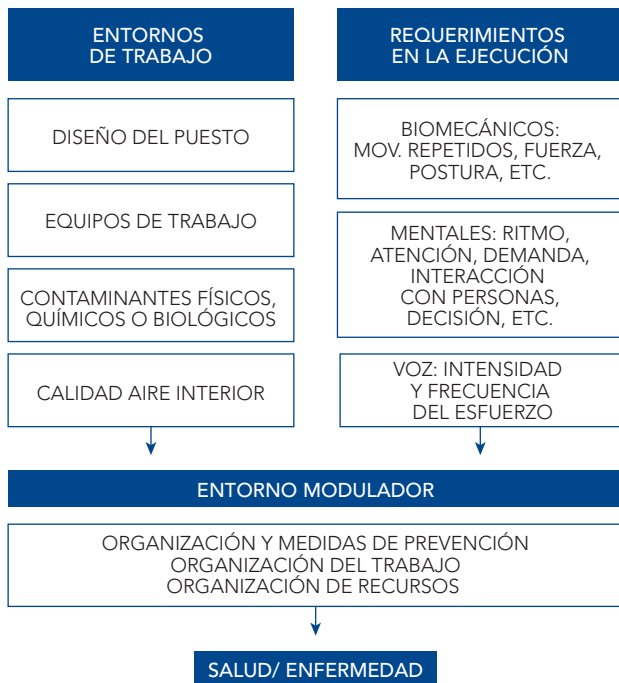 ENTORNOS
DE TRABAJO
DISEÑO DEL PUESTO
EQUIPOS DE TRABAJO
CONTAMINANTES FÍSICOS,
QUÍMICOS O BIOLÓGICOS
CALIDAD AIRE INTERIOR
REQUERIMIENTOS
EN LA EJECUCIÓN
BIOMECÁNICOS:
MOV. REPETIDOS, FUERZA,
POSTURA, ETC.
MENTALES: RITMO,
ATENCIÓN, DEMANDA,
INTERACCIÓN
CON PERSONAS,
DECISIÓN, ETC.
VOZ: INTENSIDAD
Y FRECUENCIA
DEL ESFUERZO
ENTORNO MODULADOR
ORGANIZACIÓN Y MEDIDAS DE PREVENCIÓN
ORGANIZACIÓN DEL TRABAJO
ORGANIZACIÓN DE RECURSOS
SALUD/ ENFERMEDAD